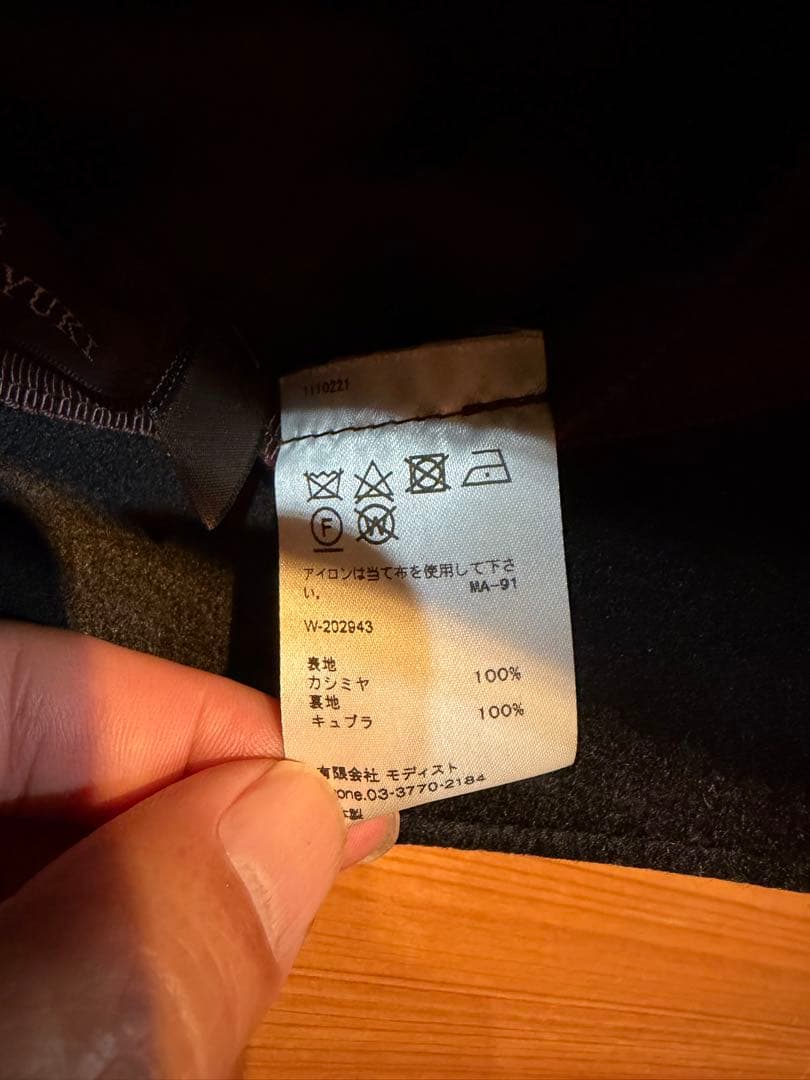 YUKI
1110221
F
W
アイロンは当て布を使用して下さ
い。 MA-91
W-202943
表地
カシミヤ 100%
裏地
キュプラ 100%
有限会社 モディスト
one.03-3770-2184